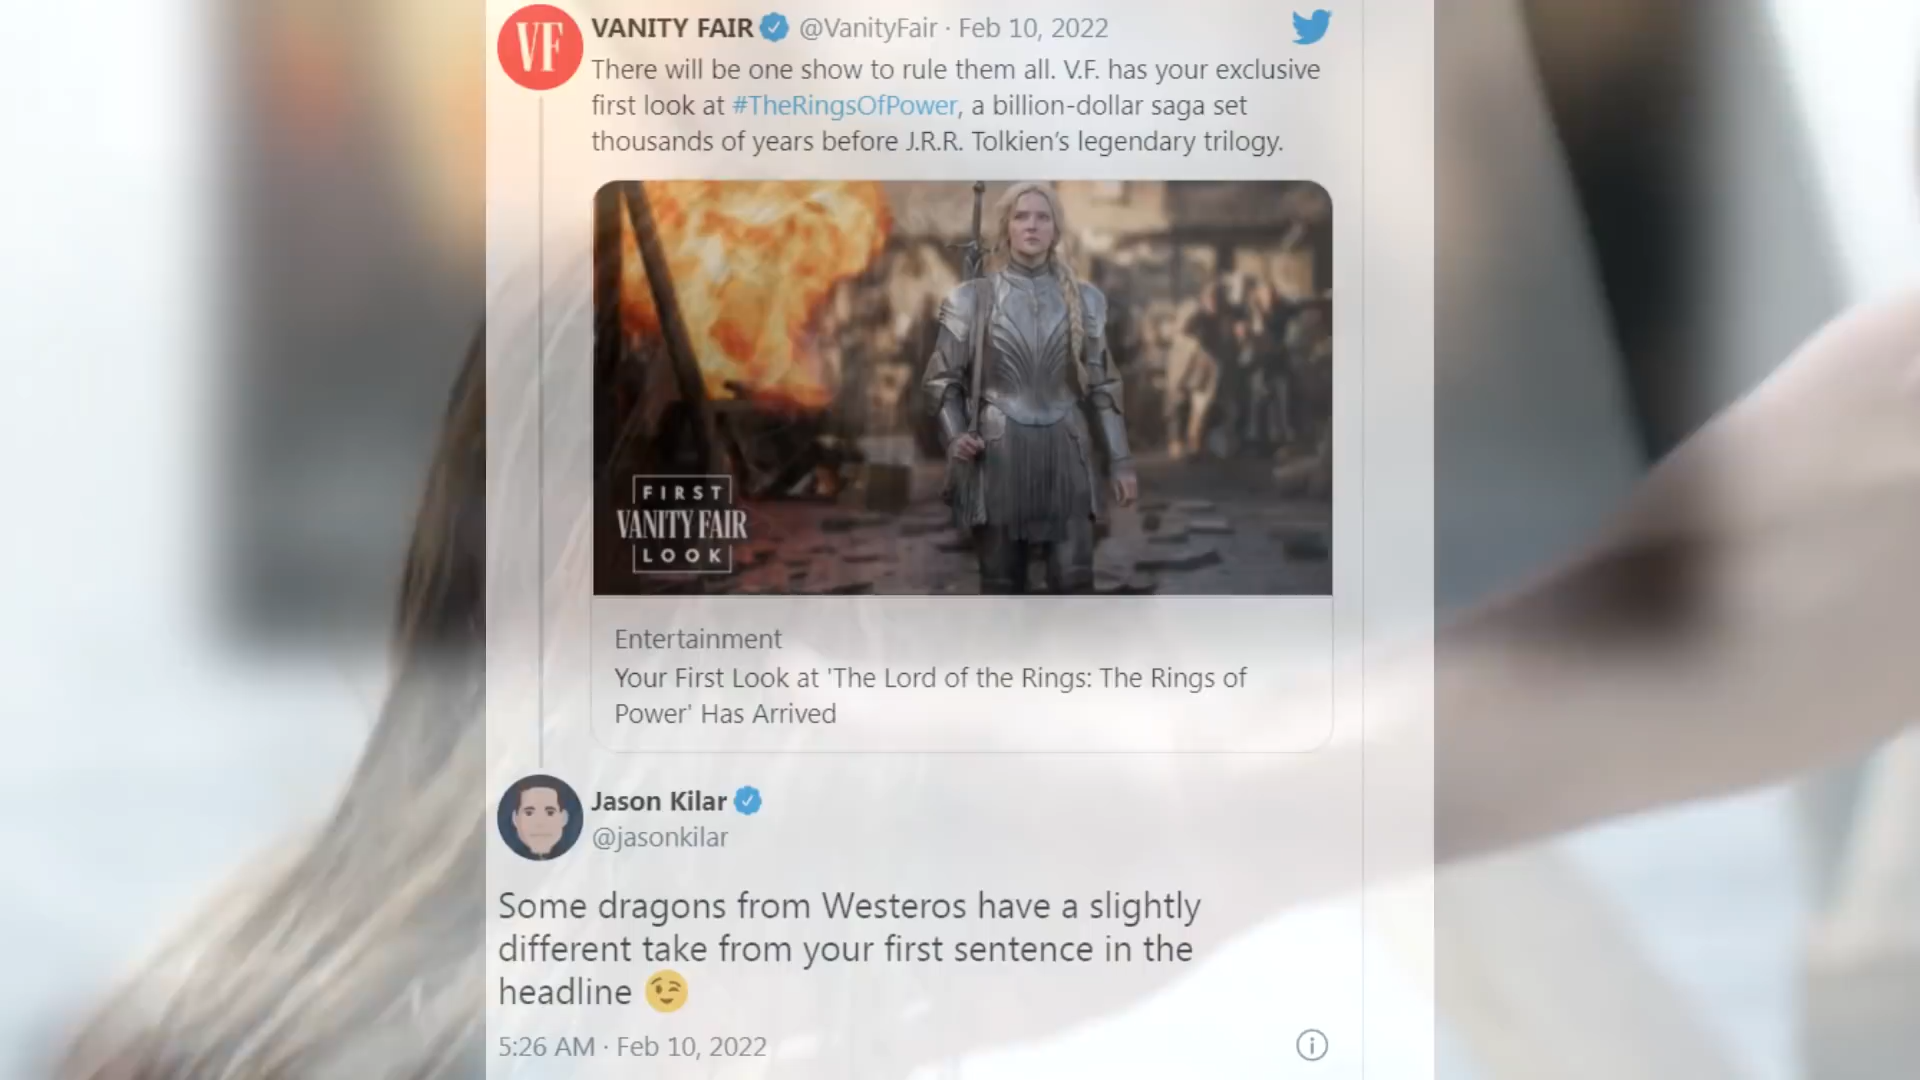 VF
VANITY FAIR @VanityFair · Feb 10, 2022
There will be one show to rule them all. V.F. has your exclusive
first look at #TheRingsOfPower, a billion-dollar saga set
thousands of years before J.R.R. Tolkien’s legendary trilogy.
FIRST
VANITY FAIR
LOOK
Entertainment
Your First Look at 'The Lord of the Rings: The Rings of
Power' Has Arrived
Jason Kilar
@jasonkilar
Some dragons from Westeros have a slightly
different take from your first sentence in the
headline 😉
5:26 AM · Feb 10, 2022